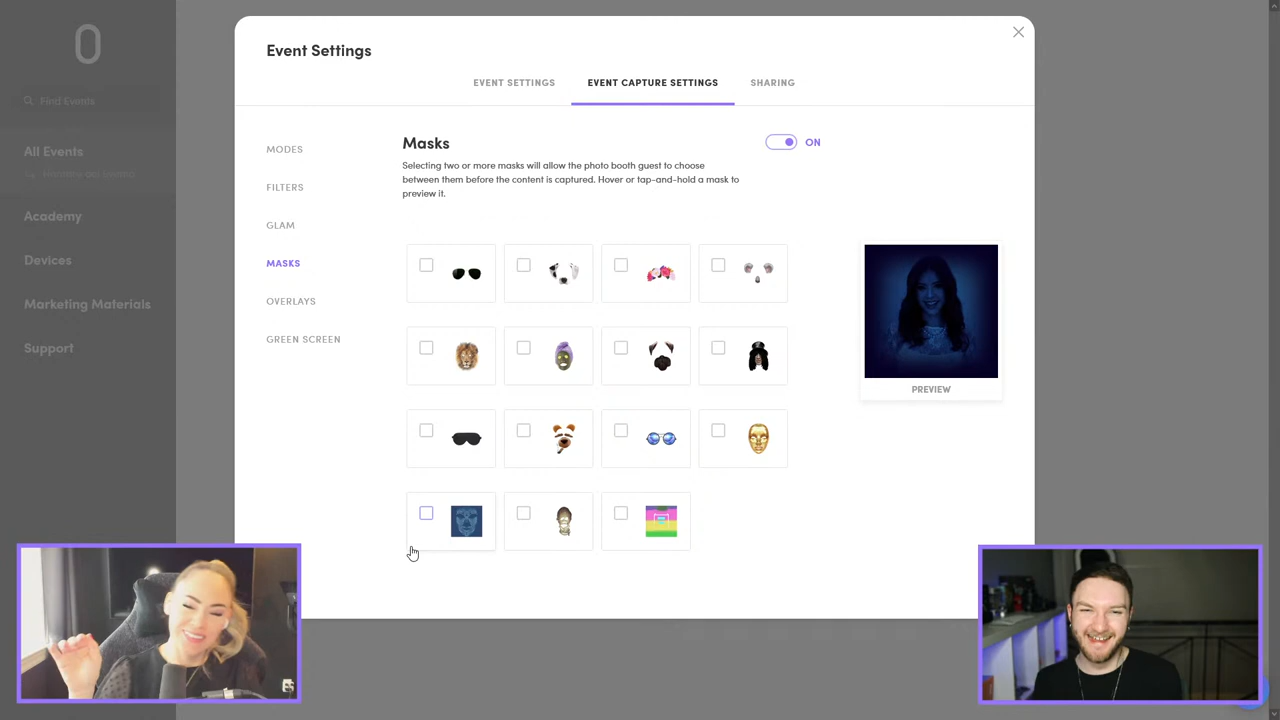 Event Settings
EVENT SETTINGS
EVENT CAPTURE SETTINGS
SHARING
Find Events
All Events
Academy
Devices
Marketing Materials
Support
MODES
FILTERS
GLAM
MASKS
OVERLAYS
GREEN SCREEN
Masks
ON
Selecting two or more masks will allow the photo booth guest to choose
between them before the content is captured. Hover or tap-and-hold a mask to
preview it.
PREVIEW